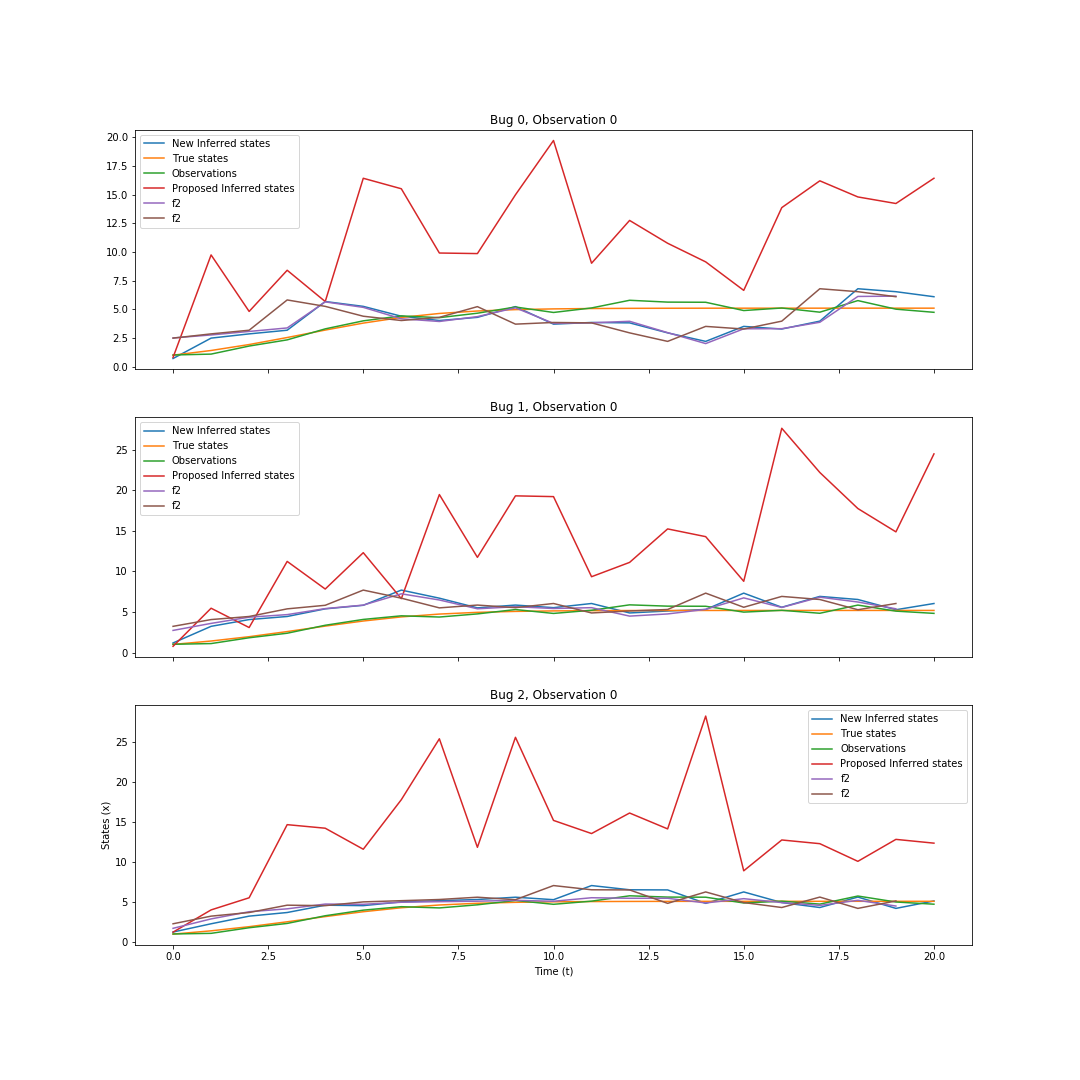 Bug 0, Observation 0
20.0
17.5
15.0
12.5
10.0
7.5
5.0
2.5
0.0
New Inferred states
True states
Observations
Proposed Inferred states
f2
f2
Bug 1, Observation 0
25
20
15
10
5
0
New Inferred states
True states
Observations
Proposed Inferred states
f2
f2
Bug 2, Observation 0
States (x)
25
20
15
10
5
0
New Inferred states
True states
Observations
Proposed Inferred states
f2
f2
0.0 2.5 5.0 7.5 10.0 12.5 15.0 17.5 20.0
Time (t)